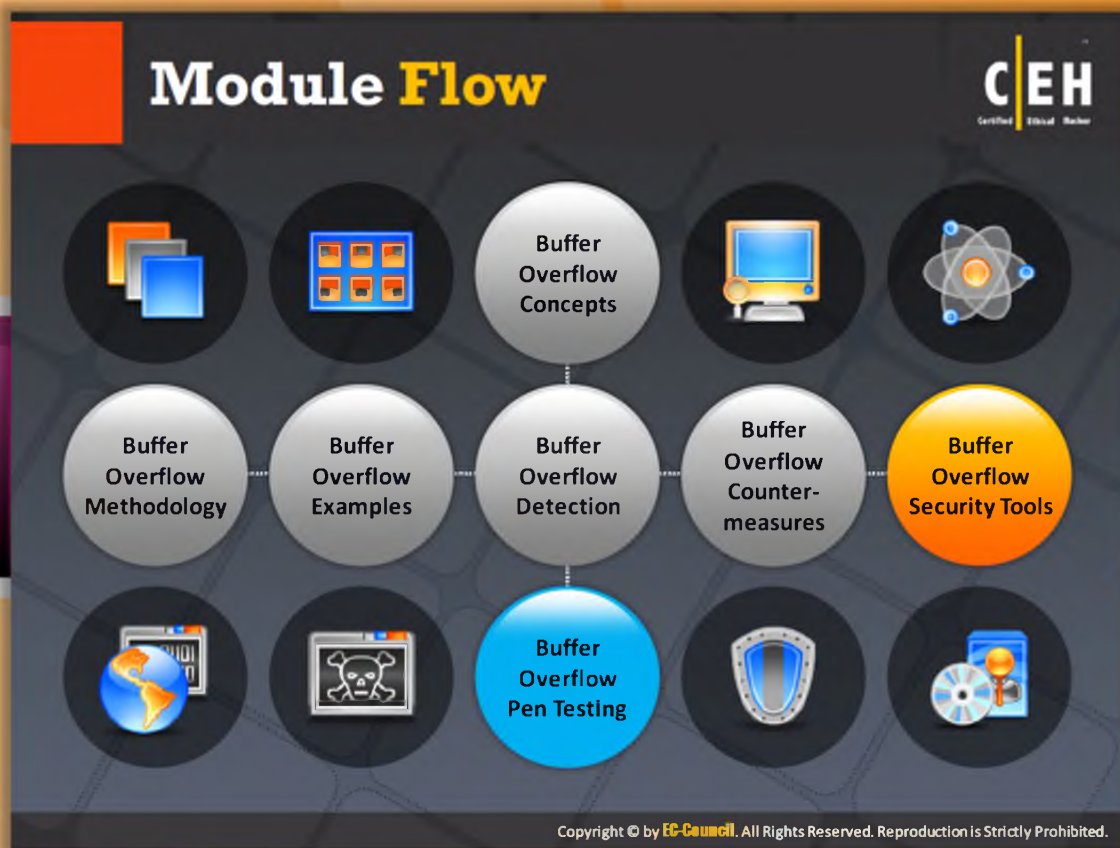 Module Flow
CEH
Certified Ethical Hacker
Buffer
Overflow
Concepts
Buffer
Overflow
Methodology
Buffer
Overflow
Examples
Buffer
Overflow
Detection
Buffer
Overflow
Counter-
measures
Buffer
Overflow
Security Tools
Buffer
Overflow
Pen Testing
Copyright © by EC-Council. All Rights Reserved. Reproduction is Strictly Prohibited.